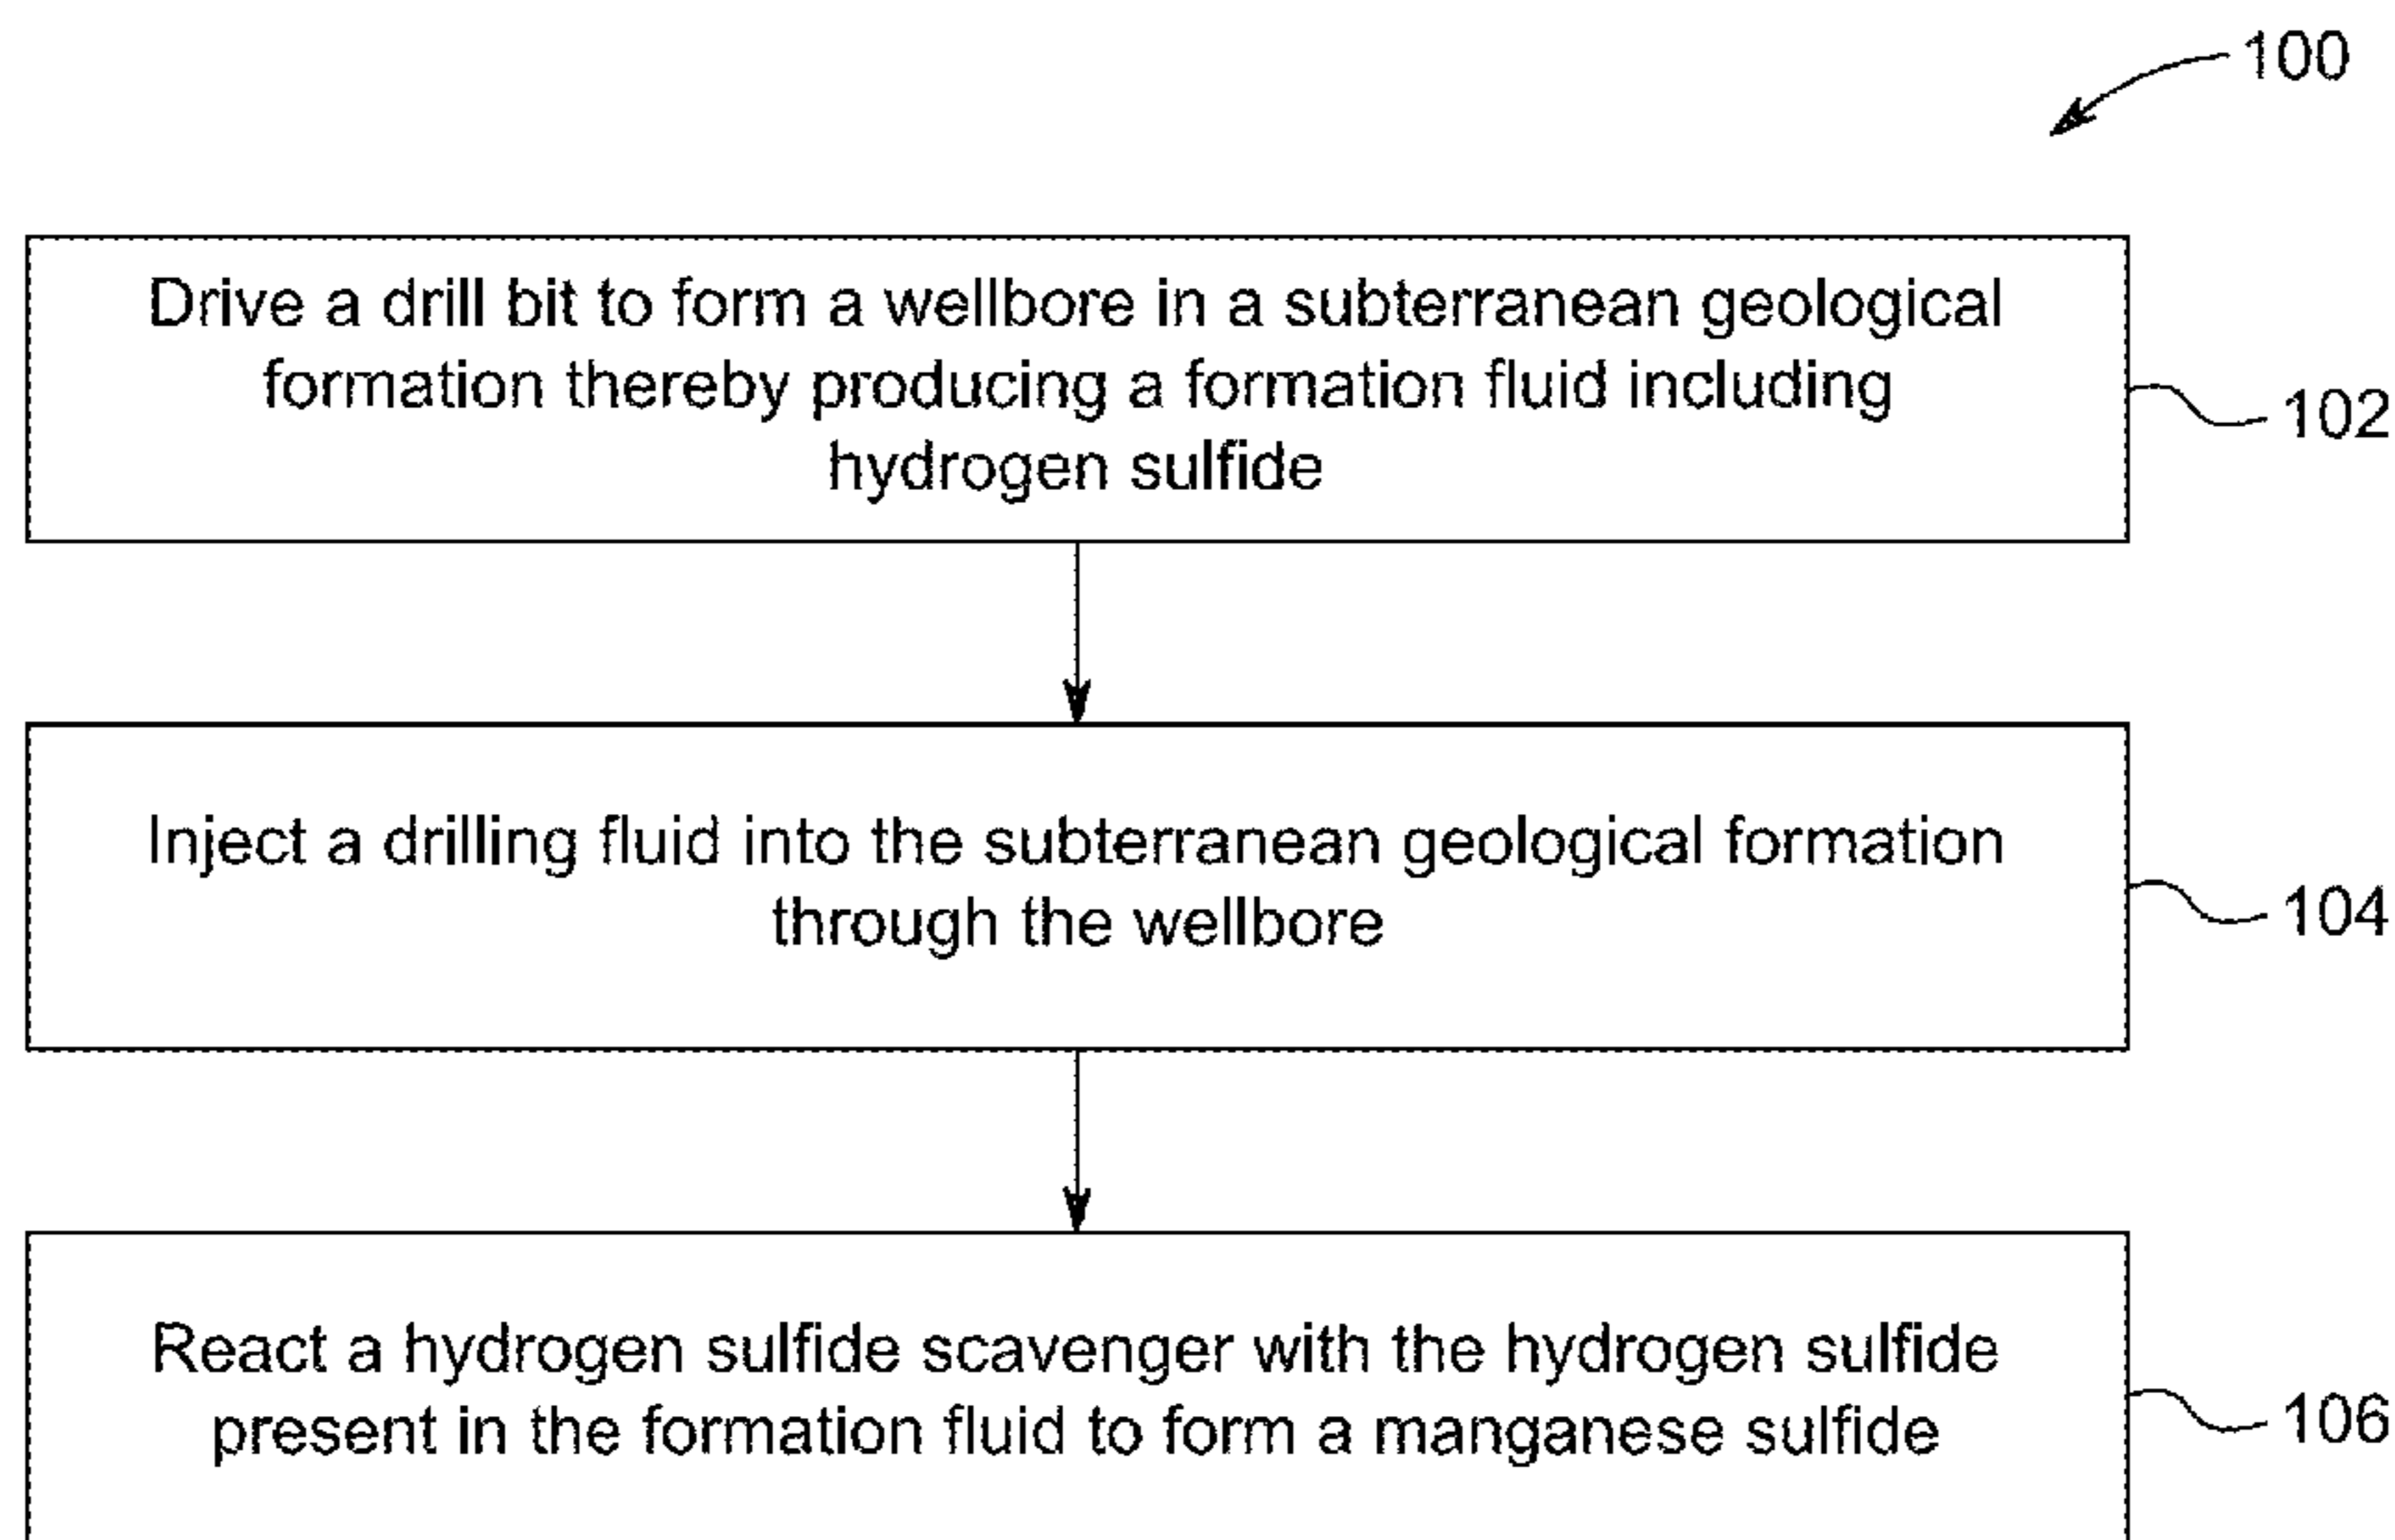 100
Drive a drill bit to form a wellbore in a subterranean geological
formation thereby producing a formation fluid including
hydrogen sulfide
102
Inject a drilling fluid into the subterranean geological formation
through the wellbore
104
React a hydrogen sulfide scavenger with the hydrogen sulfide
present in the formation fluid to form a manganese sulfide
106